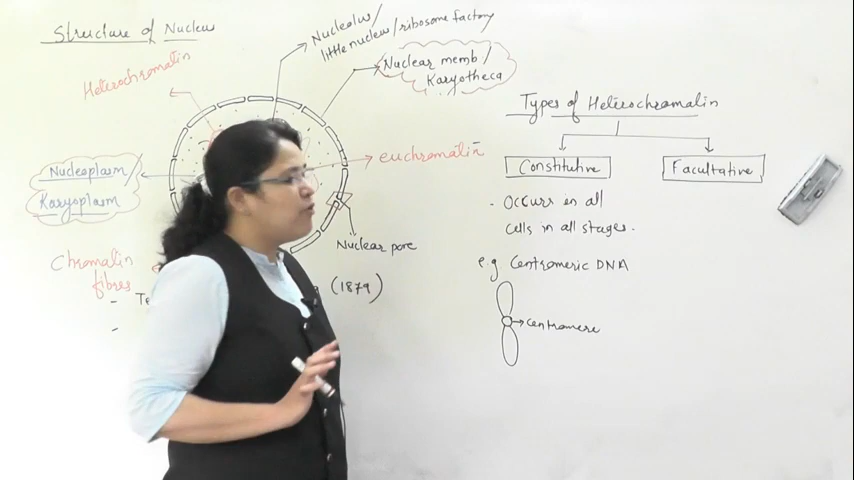 Structure of Nucleus
Nucleolus/
little nucleus/ribosome factory
Heterochromatin
Nuclear memb/
Karyotheca
euchromatin
Nucleoplasm/
Karyoplasm
Nuclear pore
Chromatin
fibres
- Te
(1879)
-
Types of Heterochromatin
Constitutive
Facultative
. Occurs in all
cells in all stages.
e.g Centromeric DNA
Centromere